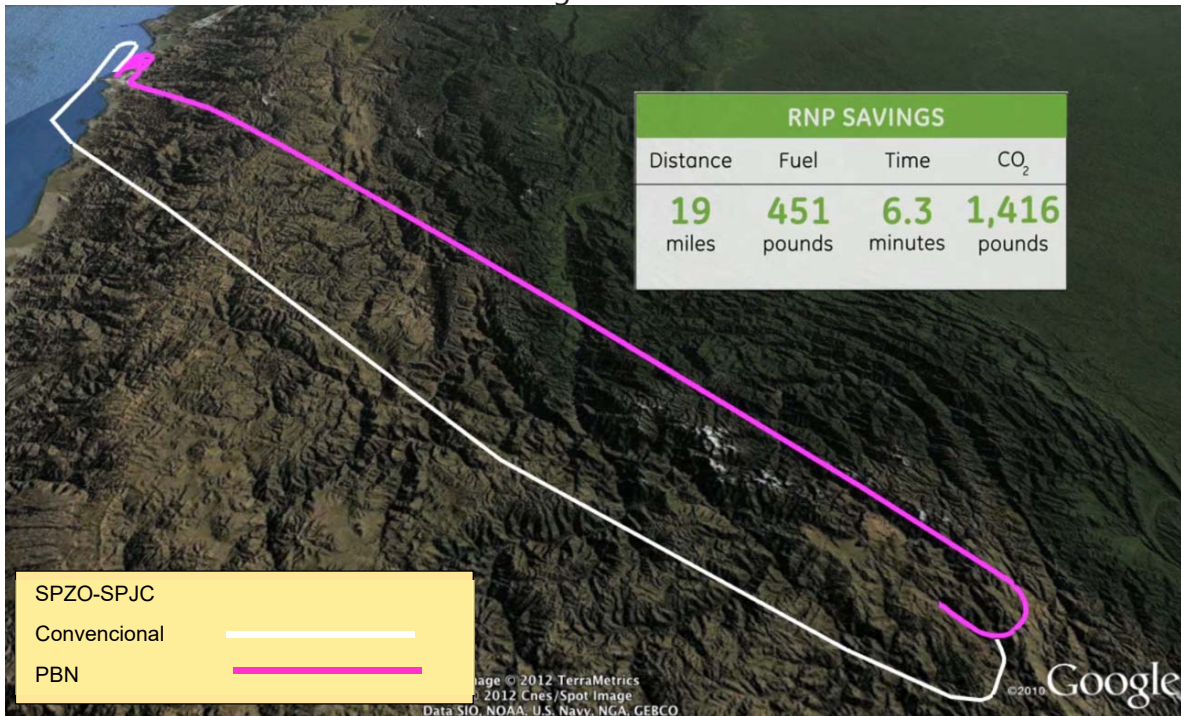 RNP SAVINGS
Distance Fuel Time CO2
19 451 6.3 1,416
miles pounds minutes pounds
SPZO-SPJC
Convencional
PBN
© 2012 TerraMetrics
2012 Cnes/Spot Image
Data SIO, NOAA, U.S. Navy, NGA, GEBCO
©2010 Google